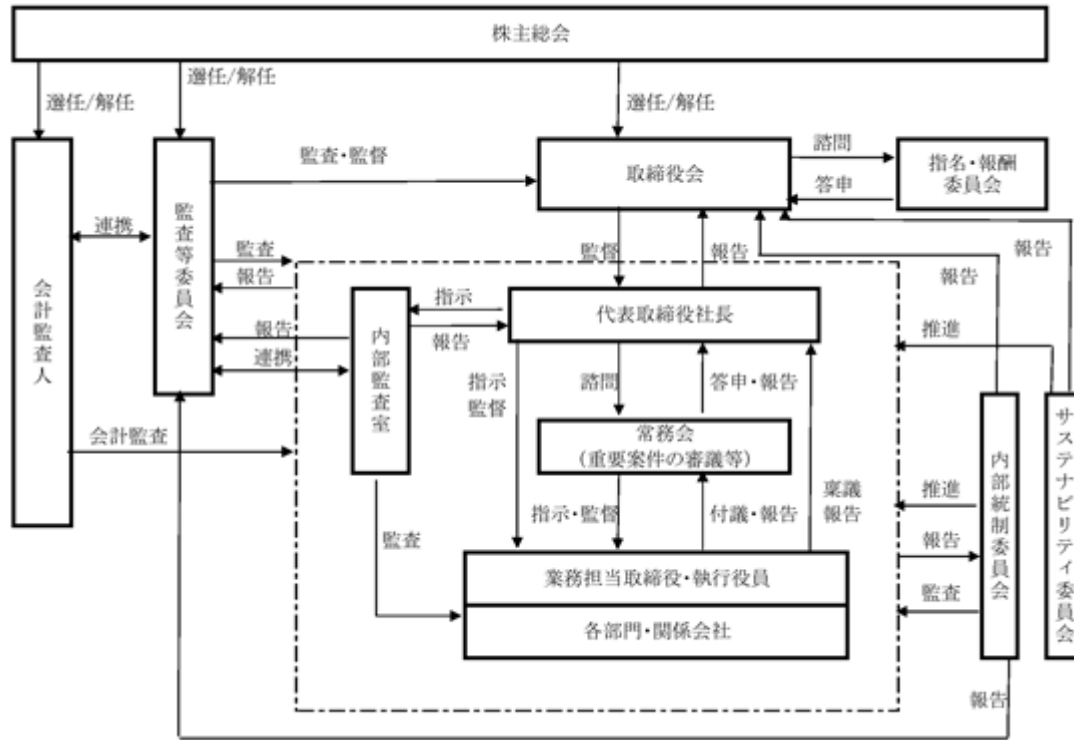 株主総会
選任/解任
選任/解任
選任/解任
会計監査人
監査等委員会
監査・監督
取締役会
諮問
答申
指名・報酬
委員会
連携
監査
報告
監督
報告
報告
報告
内部監査室
指示
報告
代表取締役社長
報告
連携
推進
指示
監督
諮問
答申・報告
会計監査
常務会
(重要案件の審議等)
稟議
報告
内部統制委員会
サステナビリティ委員会
推進
監査
指示・監督
付議・報告
報告
業務担当取締役・執行役員
監査
各部門・関係会社
報告